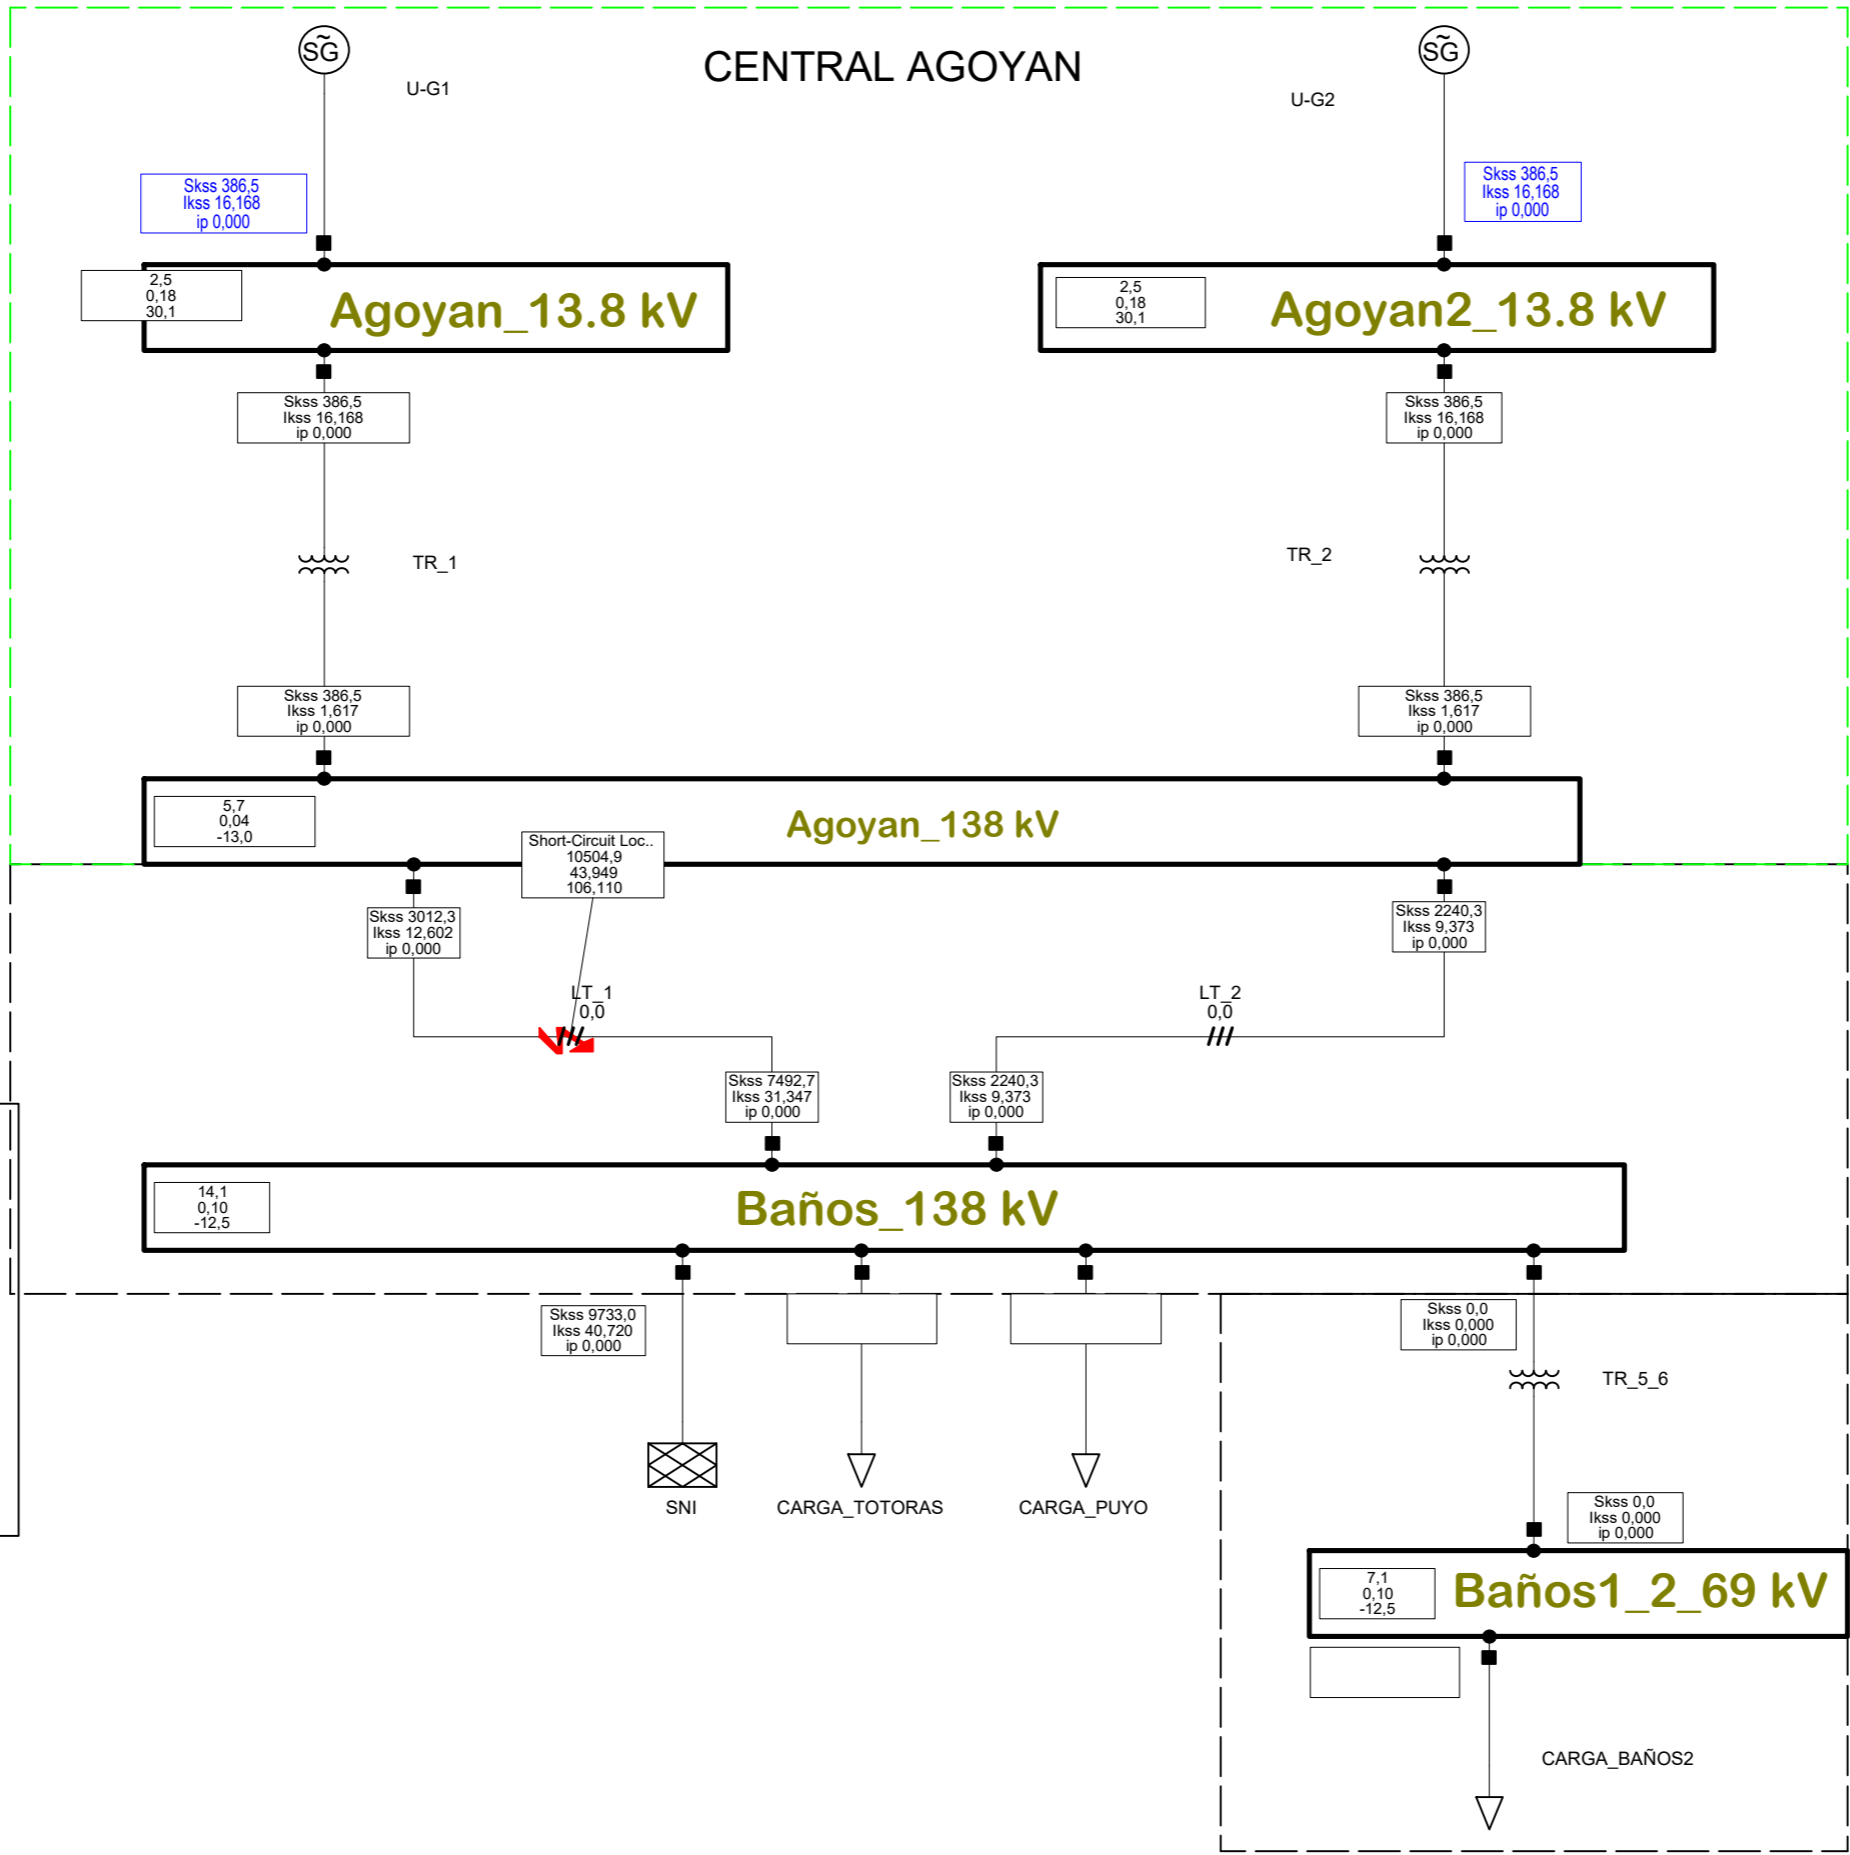 SG
SG
CENTRAL AGOYAN
U-G1
U-G2
Skss 386,5
Ikss 16,168
ip 0,000
Skss 386,5
Ikss 16,168
ip 0,000
2,5
0,18
30,1
Agoyan_13.8 kV
2,5
0,18
30,1
Agoyan2_13.8 kV
Skss 386,5
Ikss 16,168
ip 0,000
Skss 386,5
Ikss 16,168
ip 0,000
TR_1
TR_2
Skss 386,5
Ikss 1,617
ip 0,000
Skss 386,5
Ikss 1,617
ip 0,000
5,7
0,04
-13,0
Agoyan_138 kV
Short-Circuit Loc..
10504,9
43,949
106,110
Skss 3012,3
Ikss 12,602
ip 0,000
Skss 2240,3
Ikss 9,373
ip 0,000
LT_1
0,0
LT_2
0,0
Skss 7492,7
Ikss 31,347
ip 0,000
Skss 2240,3
Ikss 9,373
ip 0,000
14,1
0,10
-12,5
Baños_138 kV
Skss 9733,0
Ikss 40,720
ip 0,000
Skss 0,0
Ikss 0,000
ip 0,000
TR_5_6
SNI
CARGA_TOTORAS
CARGA_PUYO
Skss 0,0
Ikss 0,000
ip 0,000
7,1
0,10
-12,5
Baños1_2_69 kV
CARGA_BAÑOS2